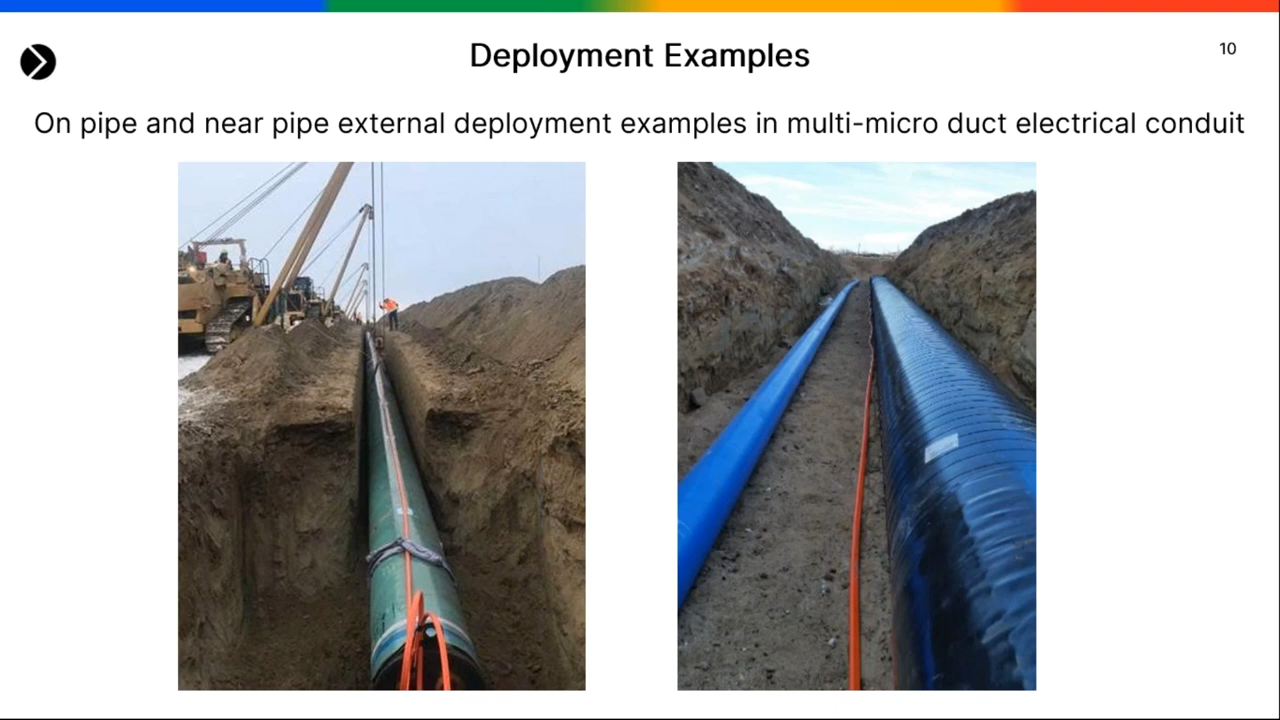 Deployment Examples
10
On pipe and near pipe external deployment examples in multi-micro duct electrical conduit